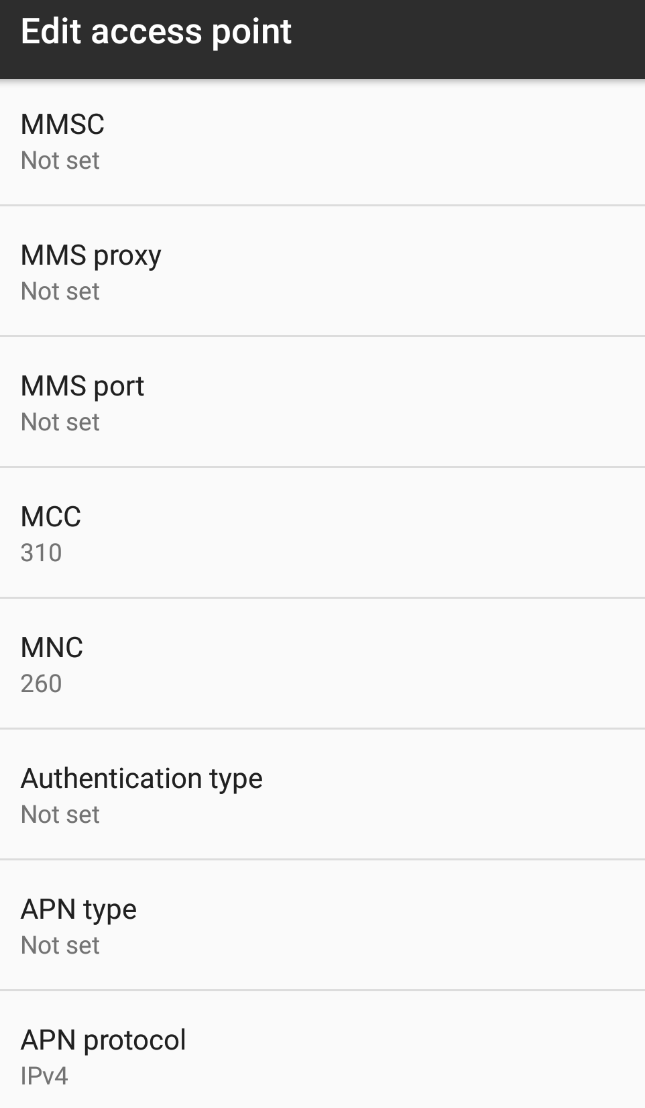 Edit access point
MMSC
Not set
MMS proxy
Not set
MMS port
Not set
MCC
310
MNC
260
Authentication type
Not set
APN type
Not set
APN protocol
IPv4